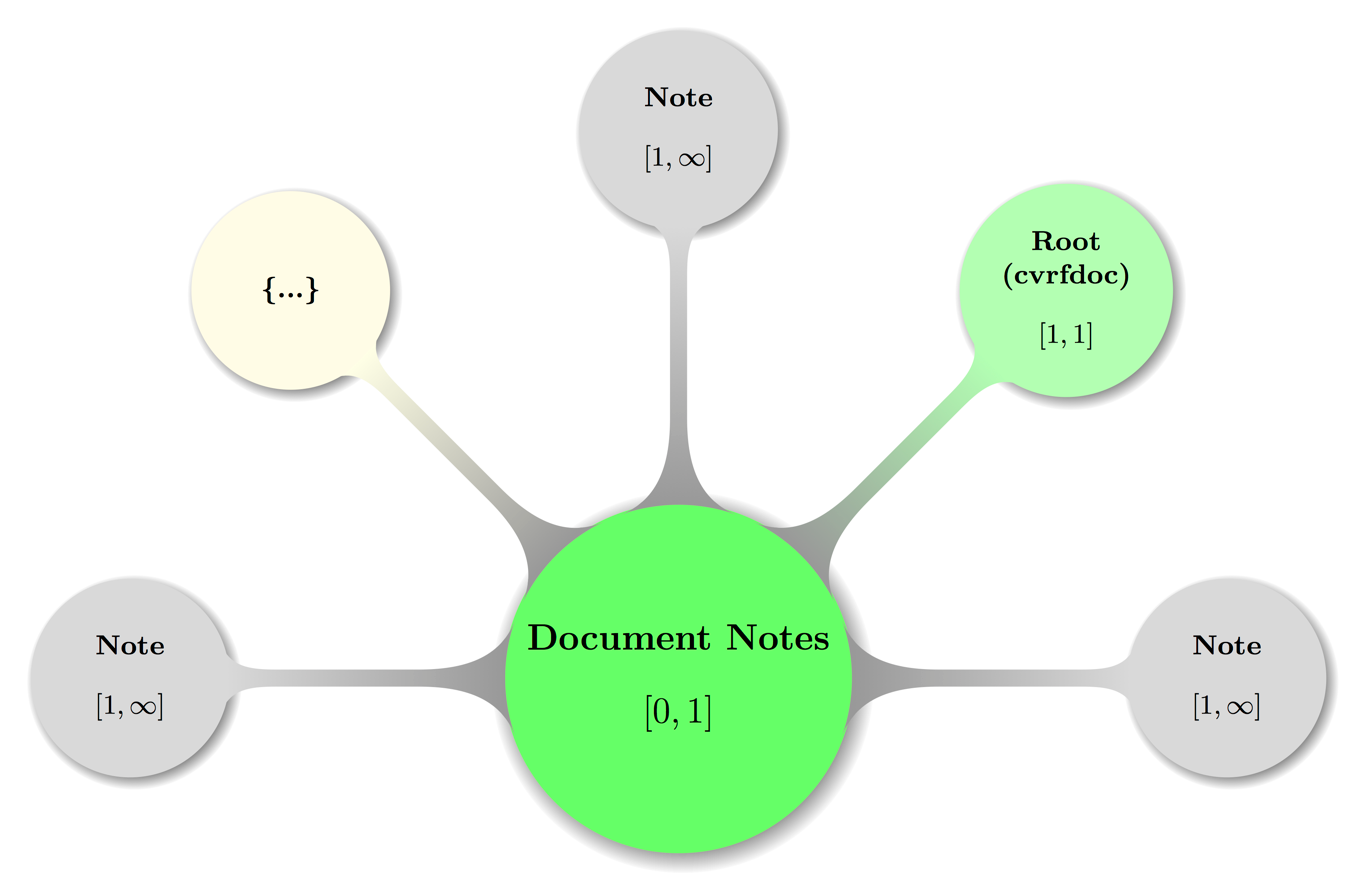 Note
[1, ∞]
Root
(cvrfdoc)
[1, 1]
{...}
Note
[1, ∞]
Document Notes
[0, 1]
Note
[1, ∞]